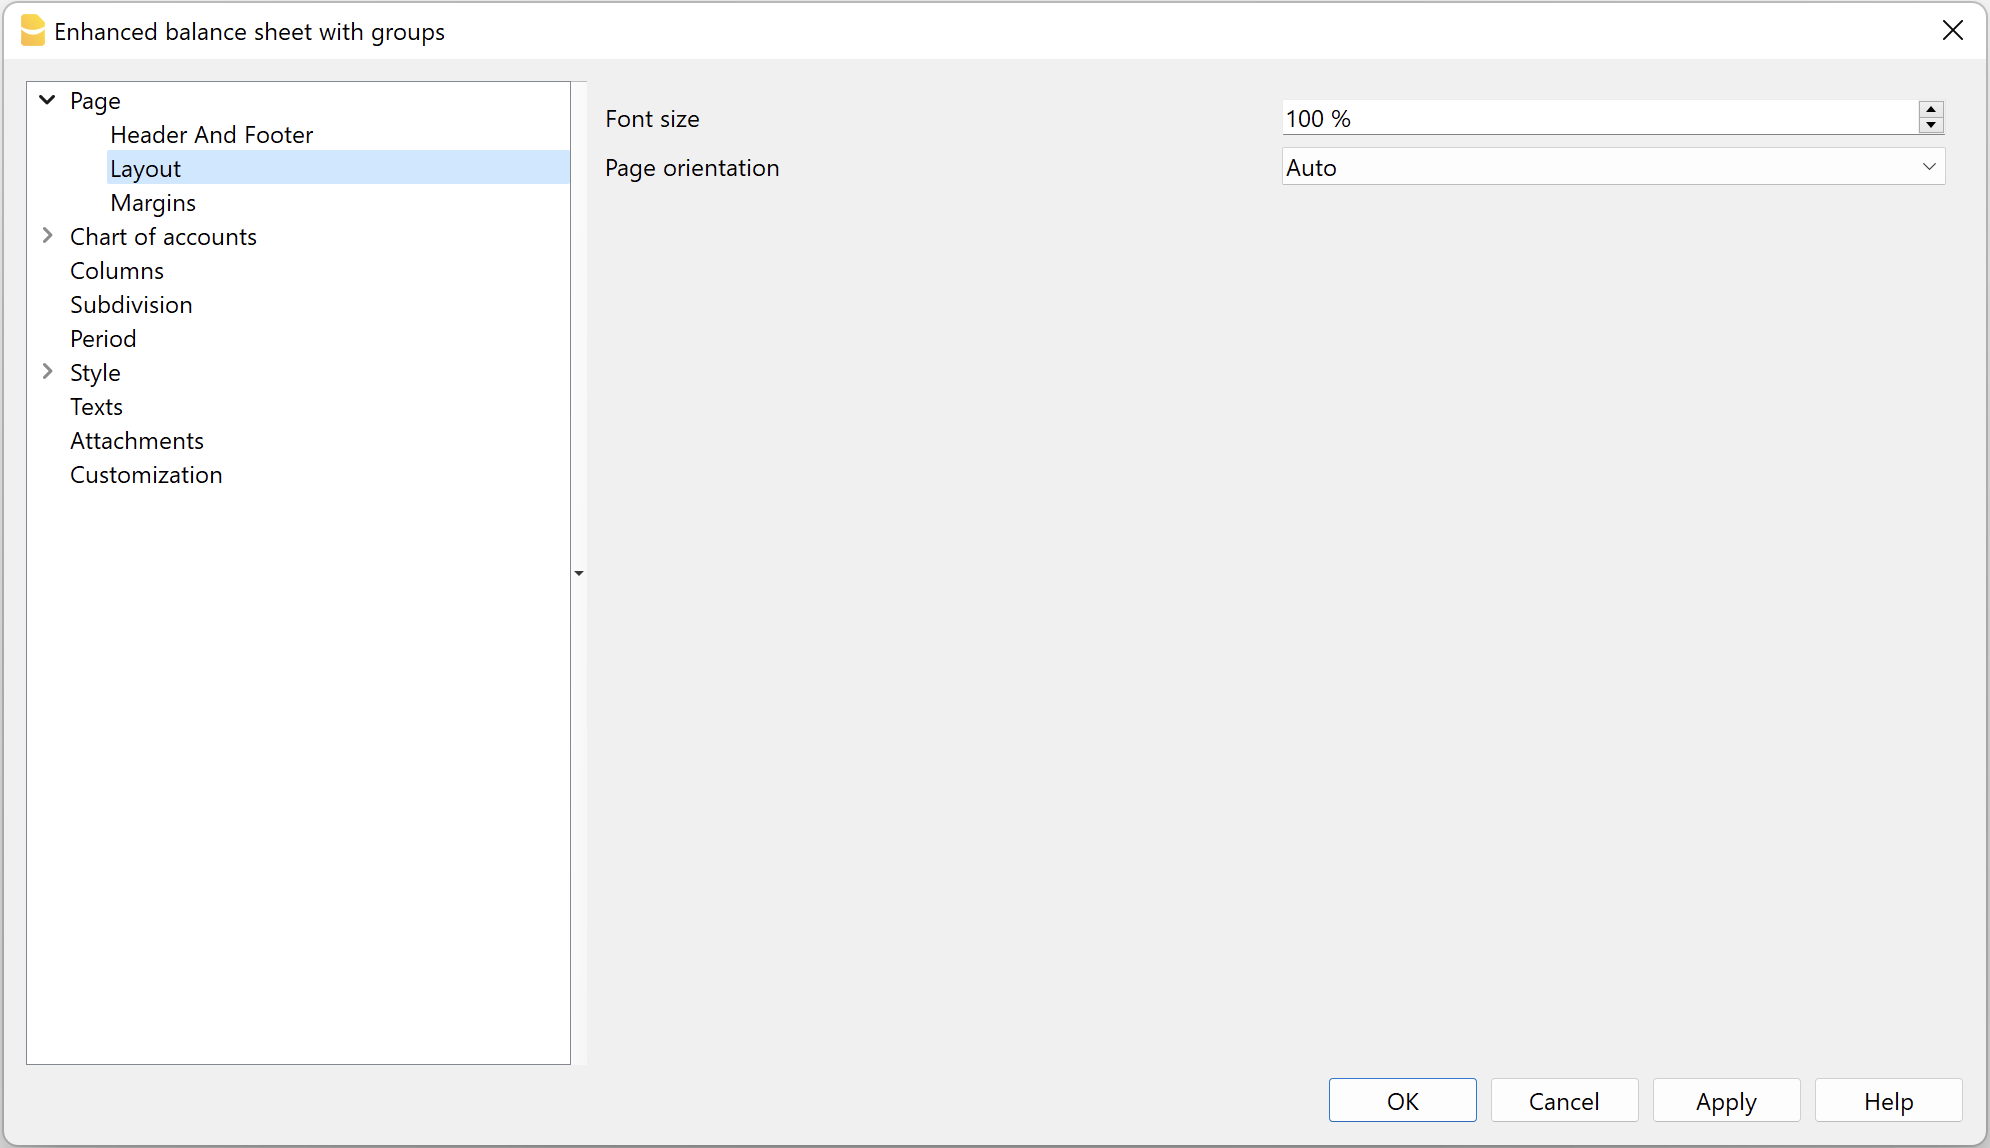 Enhanced balance sheet with groups
Page
Header And Footer
Layout
Margins
Chart of accounts
Columns
Subdivision
Period
Style
Texts
Attachments
Customization
Font size
100 %
Page orientation
Auto
OK
Cancel
Apply
Help